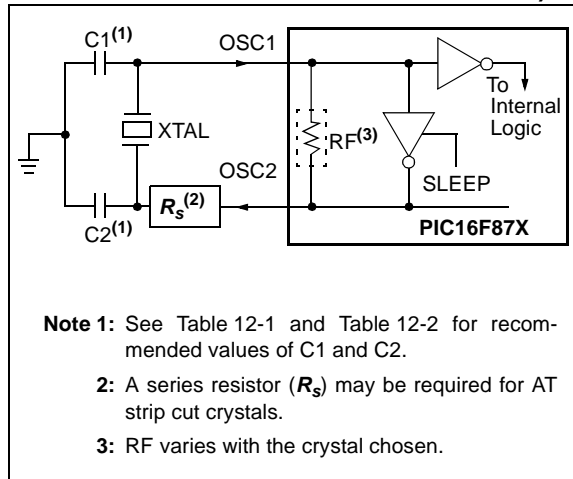 C1(1)
OSC1
To
Internal
Logic
XTAL
RF(3)
OSC2
SLEEP
Rs(2)
C2(1)
PIC16F87X
Note 1: See Table 12-1 and Table 12-2 for recom-
mended values of C1 and C2.
2: A series resistor (Rs) may be required for AT
strip cut crystals.
3: RF varies with the crystal chosen.